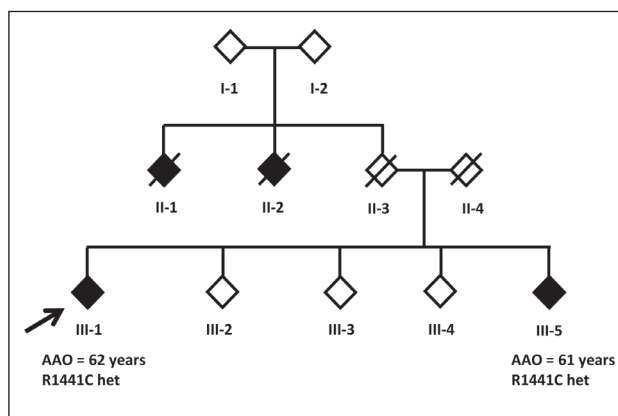 I-1 I-2
II-1 II-2 II-3 II-4
III-1 III-2 III-3 III-4 III-5
AAO = 62 years AAO = 61 years
R1441C het R1441C het